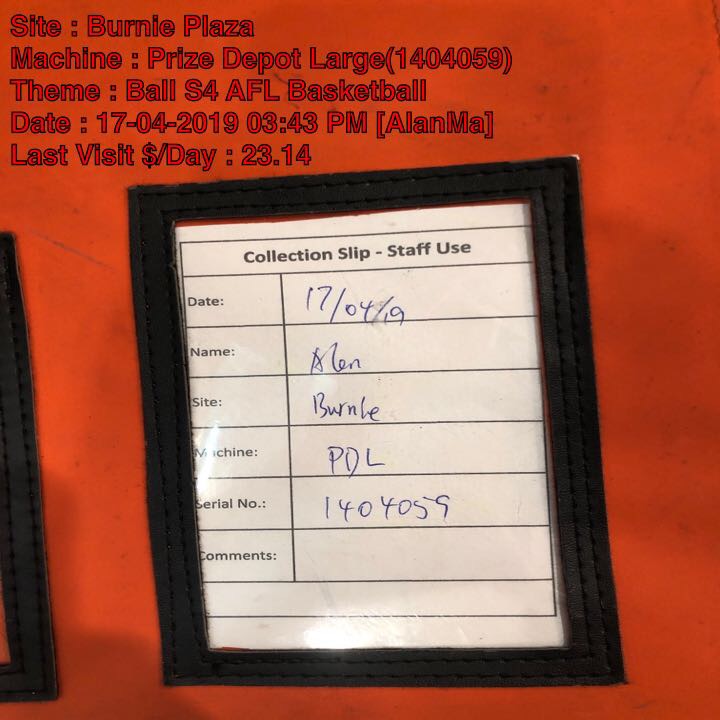 Site : Burnie Plaza
Machine : Prize Depot Large(1404059)
Theme : Ball S4 AFL Basketball
Date : 17-04-2019 03:43 PM [AlanMa]
Last Visit $/Day : 23.14
Collection Slip - Staff Use
Date: 17/04/19
Name: Alan
Site: Burnie
Machine: PDL
Serial No.: 1404059
Comments: